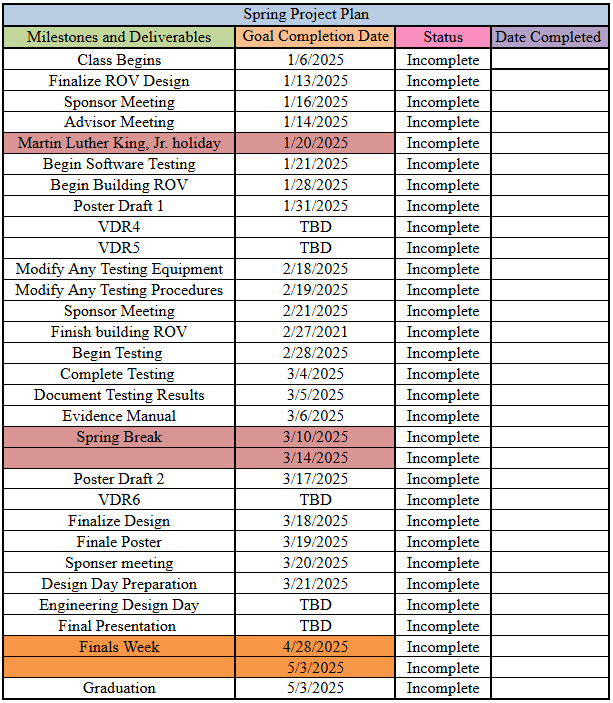 Spring Project Plan
Milestones and Deliverables Goal Completion Date Status Date Completed
Class Begins 1/6/2025 Incomplete
Finalize ROV Design 1/13/2025 Incomplete
Sponsor Meeting 1/16/2025 Incomplete
Advisor Meeting 1/14/2025 Incomplete
Martin Luther King, Jr. holiday 1/20/2025 Incomplete
Begin Software Testing 1/21/2025 Incomplete
Begin Building ROV 1/28/2025 Incomplete
Poster Draft 1 1/31/2025 Incomplete
VDR4 TBD Incomplete
VDR5 TBD Incomplete
Modify Any Testing Equipment 2/18/2025 Incomplete
Modify Any Testing Procedures 2/19/2025 Incomplete
Sponsor Meeting 2/21/2025 Incomplete
Finish building ROV 2/27/2021 Incomplete
Begin Testing 2/28/2025 Incomplete
Complete Testing 3/4/2025 Incomplete
Document Testing Results 3/5/2025 Incomplete
Evidence Manual 3/6/2025 Incomplete
Spring Break 3/10/2025 Incomplete
3/14/2025 Incomplete
Poster Draft 2 3/17/2025 Incomplete
VDR6 TBD Incomplete
Finalize Design 3/18/2025 Incomplete
Finale Poster 3/19/2025 Incomplete
Sponser meeting 3/20/2025 Incomplete
Design Day Preparation 3/21/2025 Incomplete
Engineering Design Day TBD Incomplete
Final Presentation TBD Incomplete
Finals Week 4/28/2025 Incomplete
5/3/2025 Incomplete
Graduation 5/3/2025 Incomplete